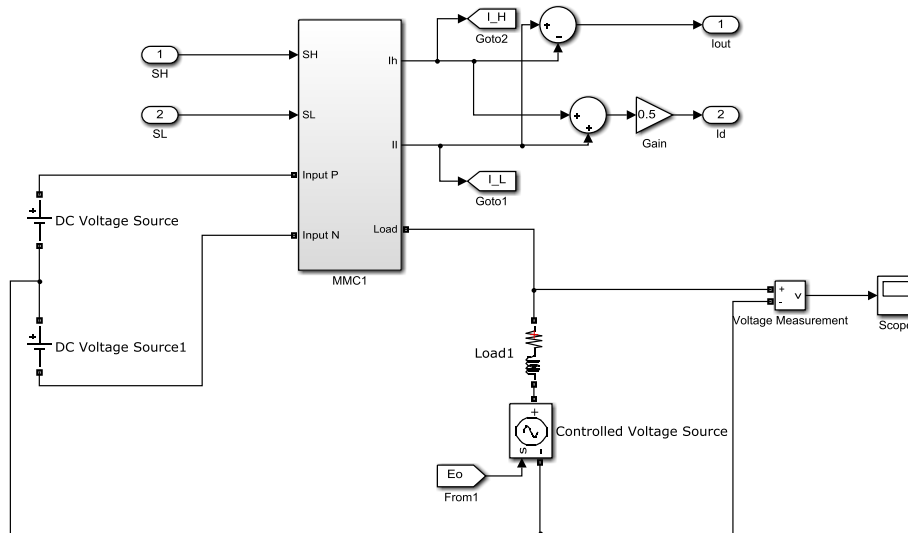 I_H
Goto2
+
−
1
Iout
1
SH
SH
Ih
2
SL
SL
+
+
0.5
Gain
2
Id
Il
I_L
Goto1
Input P
+
DC Voltage Source
Input N
Load
MMC1
+
DC Voltage Source1
+
-
v
Voltage Measurement
Scope
Load1
+
s
-
Controlled Voltage Source
Eo
From1